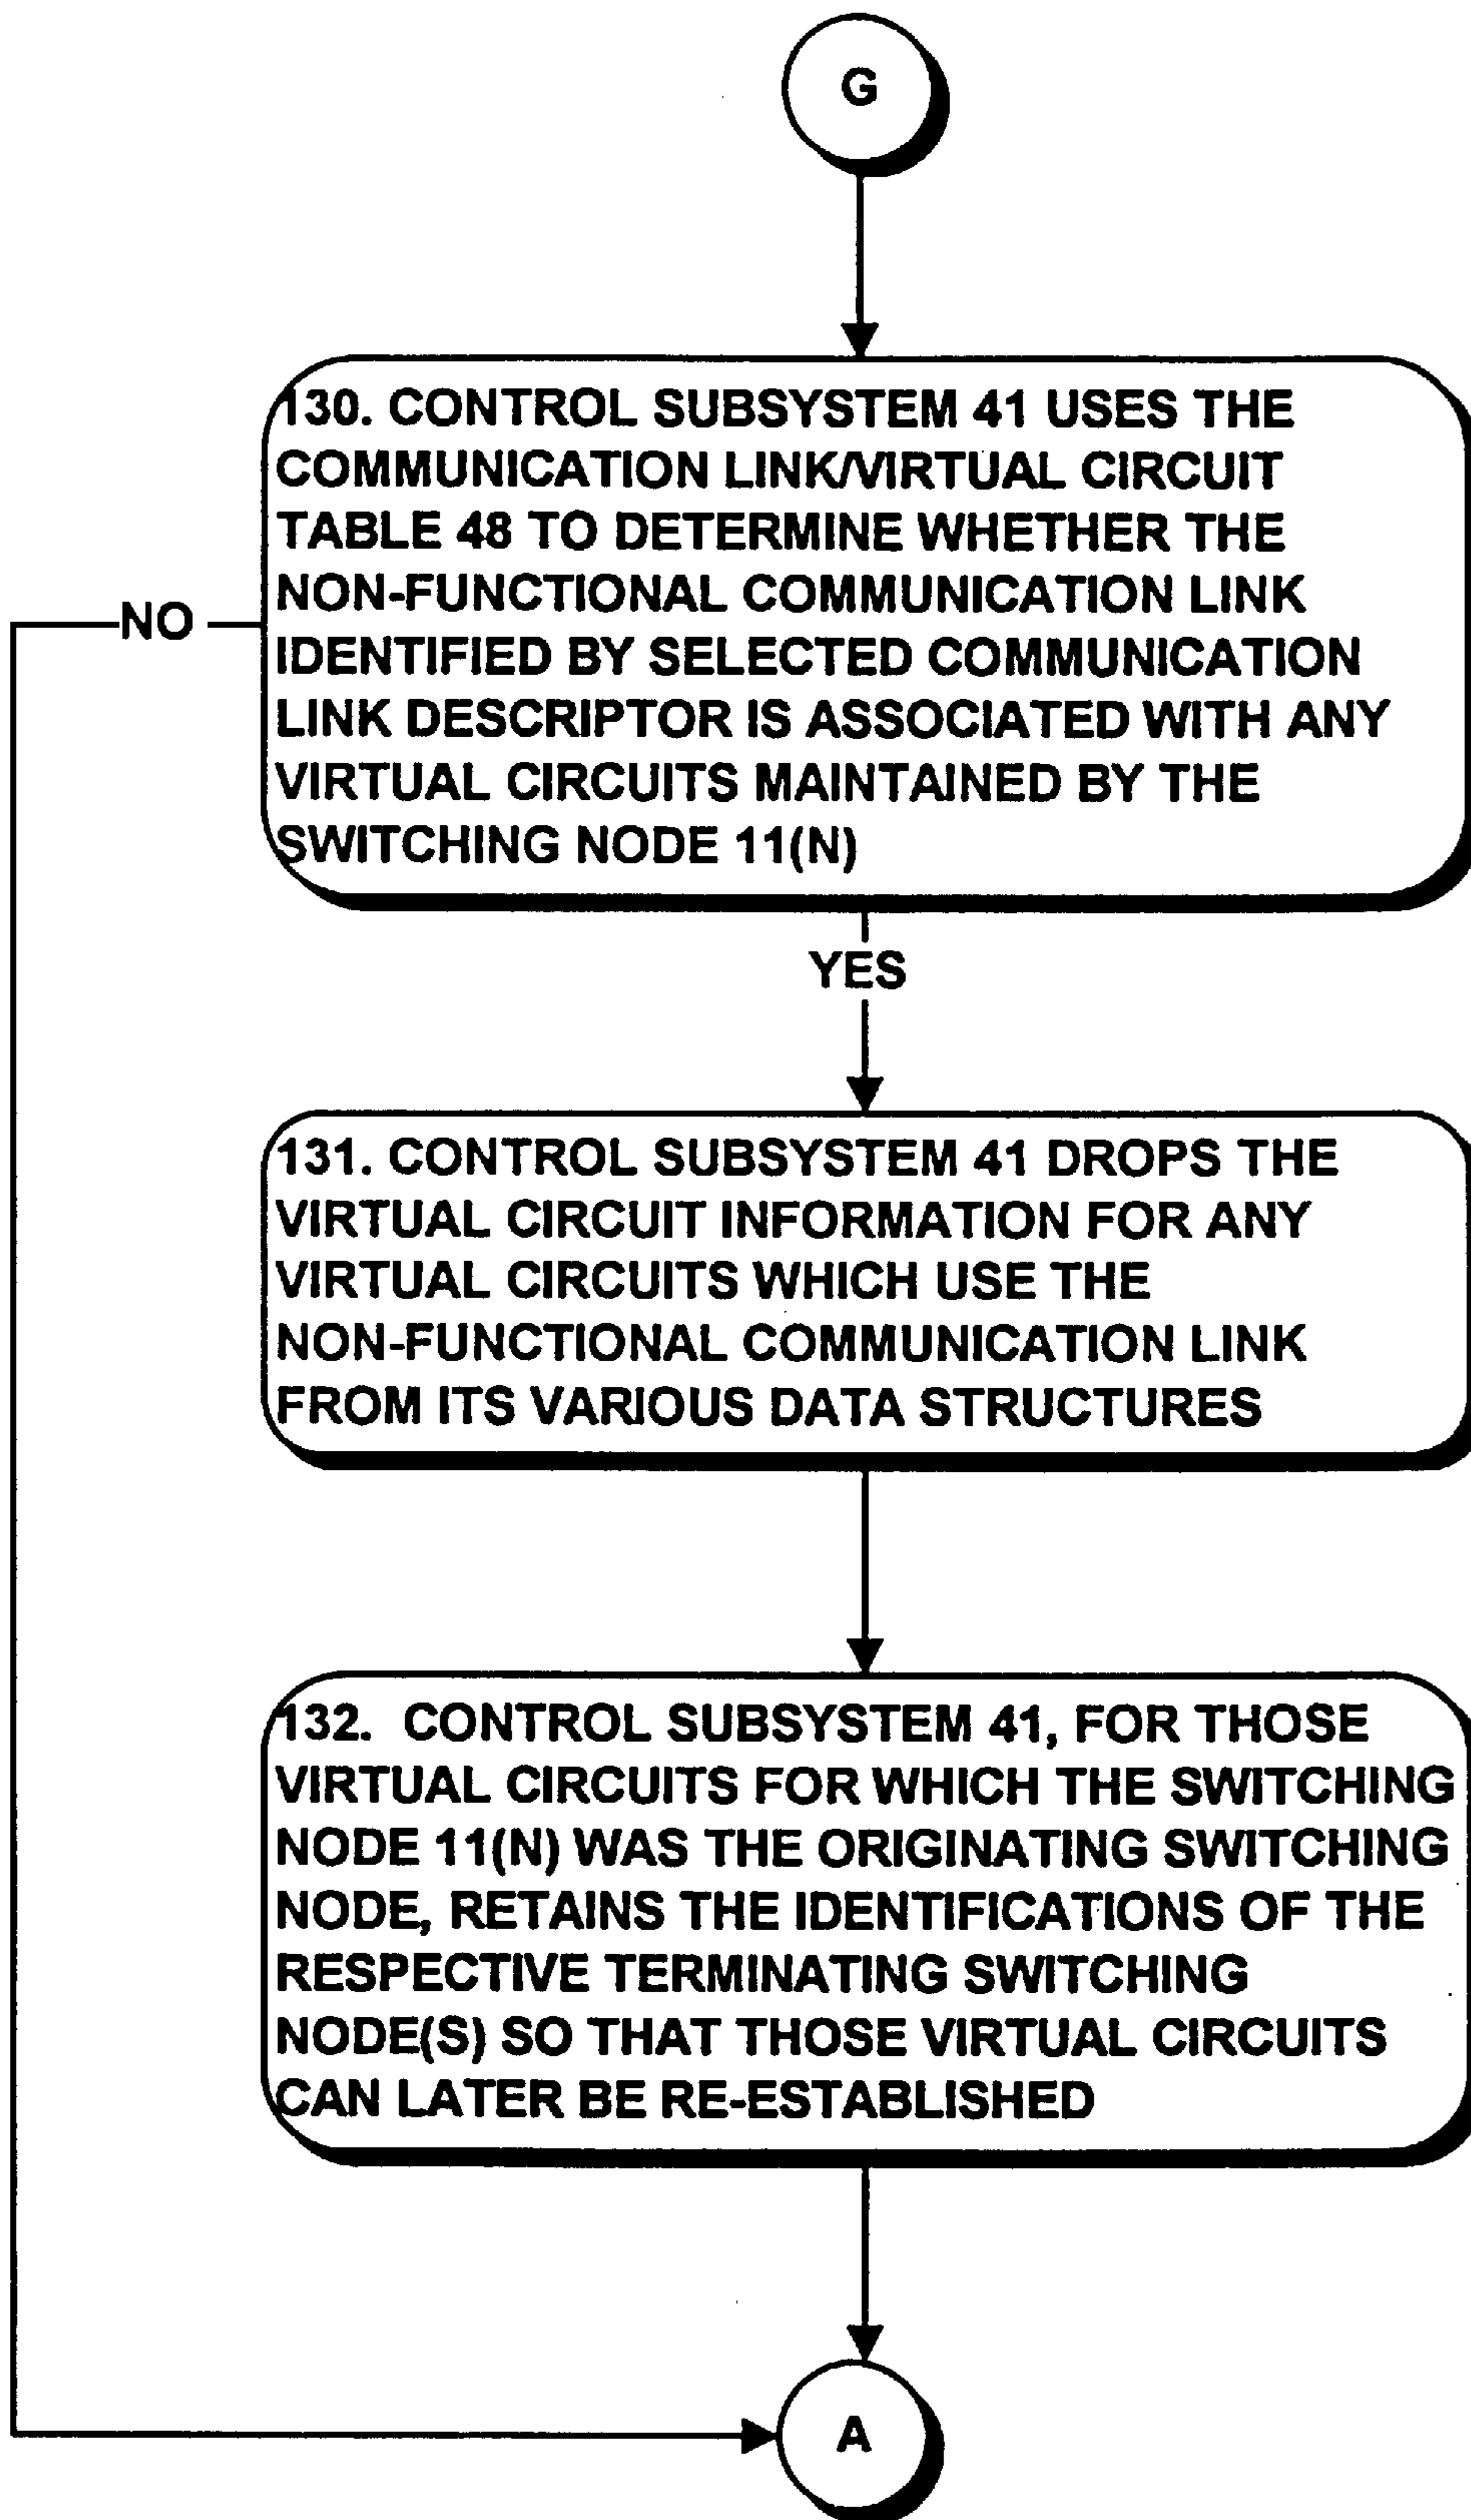 G
130. CONTROL SUBSYSTEM 41 USES THE
COMMUNICATION LINK/VIRTUAL CIRCUIT
TABLE 48 TO DETERMINE WHETHER THE
NON-FUNCTIONAL COMMUNICATION LINK
IDENTIFIED BY SELECTED COMMUNICATION
LINK DESCRIPTOR IS ASSOCIATED WITH ANY
VIRTUAL CIRCUITS MAINTAINED BY THE
SWITCHING NODE 11(N)
NO
YES
131. CONTROL SUBSYSTEM 41 DROPS THE
VIRTUAL CIRCUIT INFORMATION FOR ANY
VIRTUAL CIRCUITS WHICH USE THE
NON-FUNCTIONAL COMMUNICATION LINK
FROM ITS VARIOUS DATA STRUCTURES
132. CONTROL SUBSYSTEM 41, FOR THOSE
VIRTUAL CIRCUITS FOR WHICH THE SWITCHING
NODE 11(N) WAS THE ORIGINATING SWITCHING
NODE, RETAINS THE IDENTIFICATIONS OF THE
RESPECTIVE TERMINATING SWITCHING
NODE(S) SO THAT THOSE VIRTUAL CIRCUITS
CAN LATER BE RE-ESTABLISHED
A